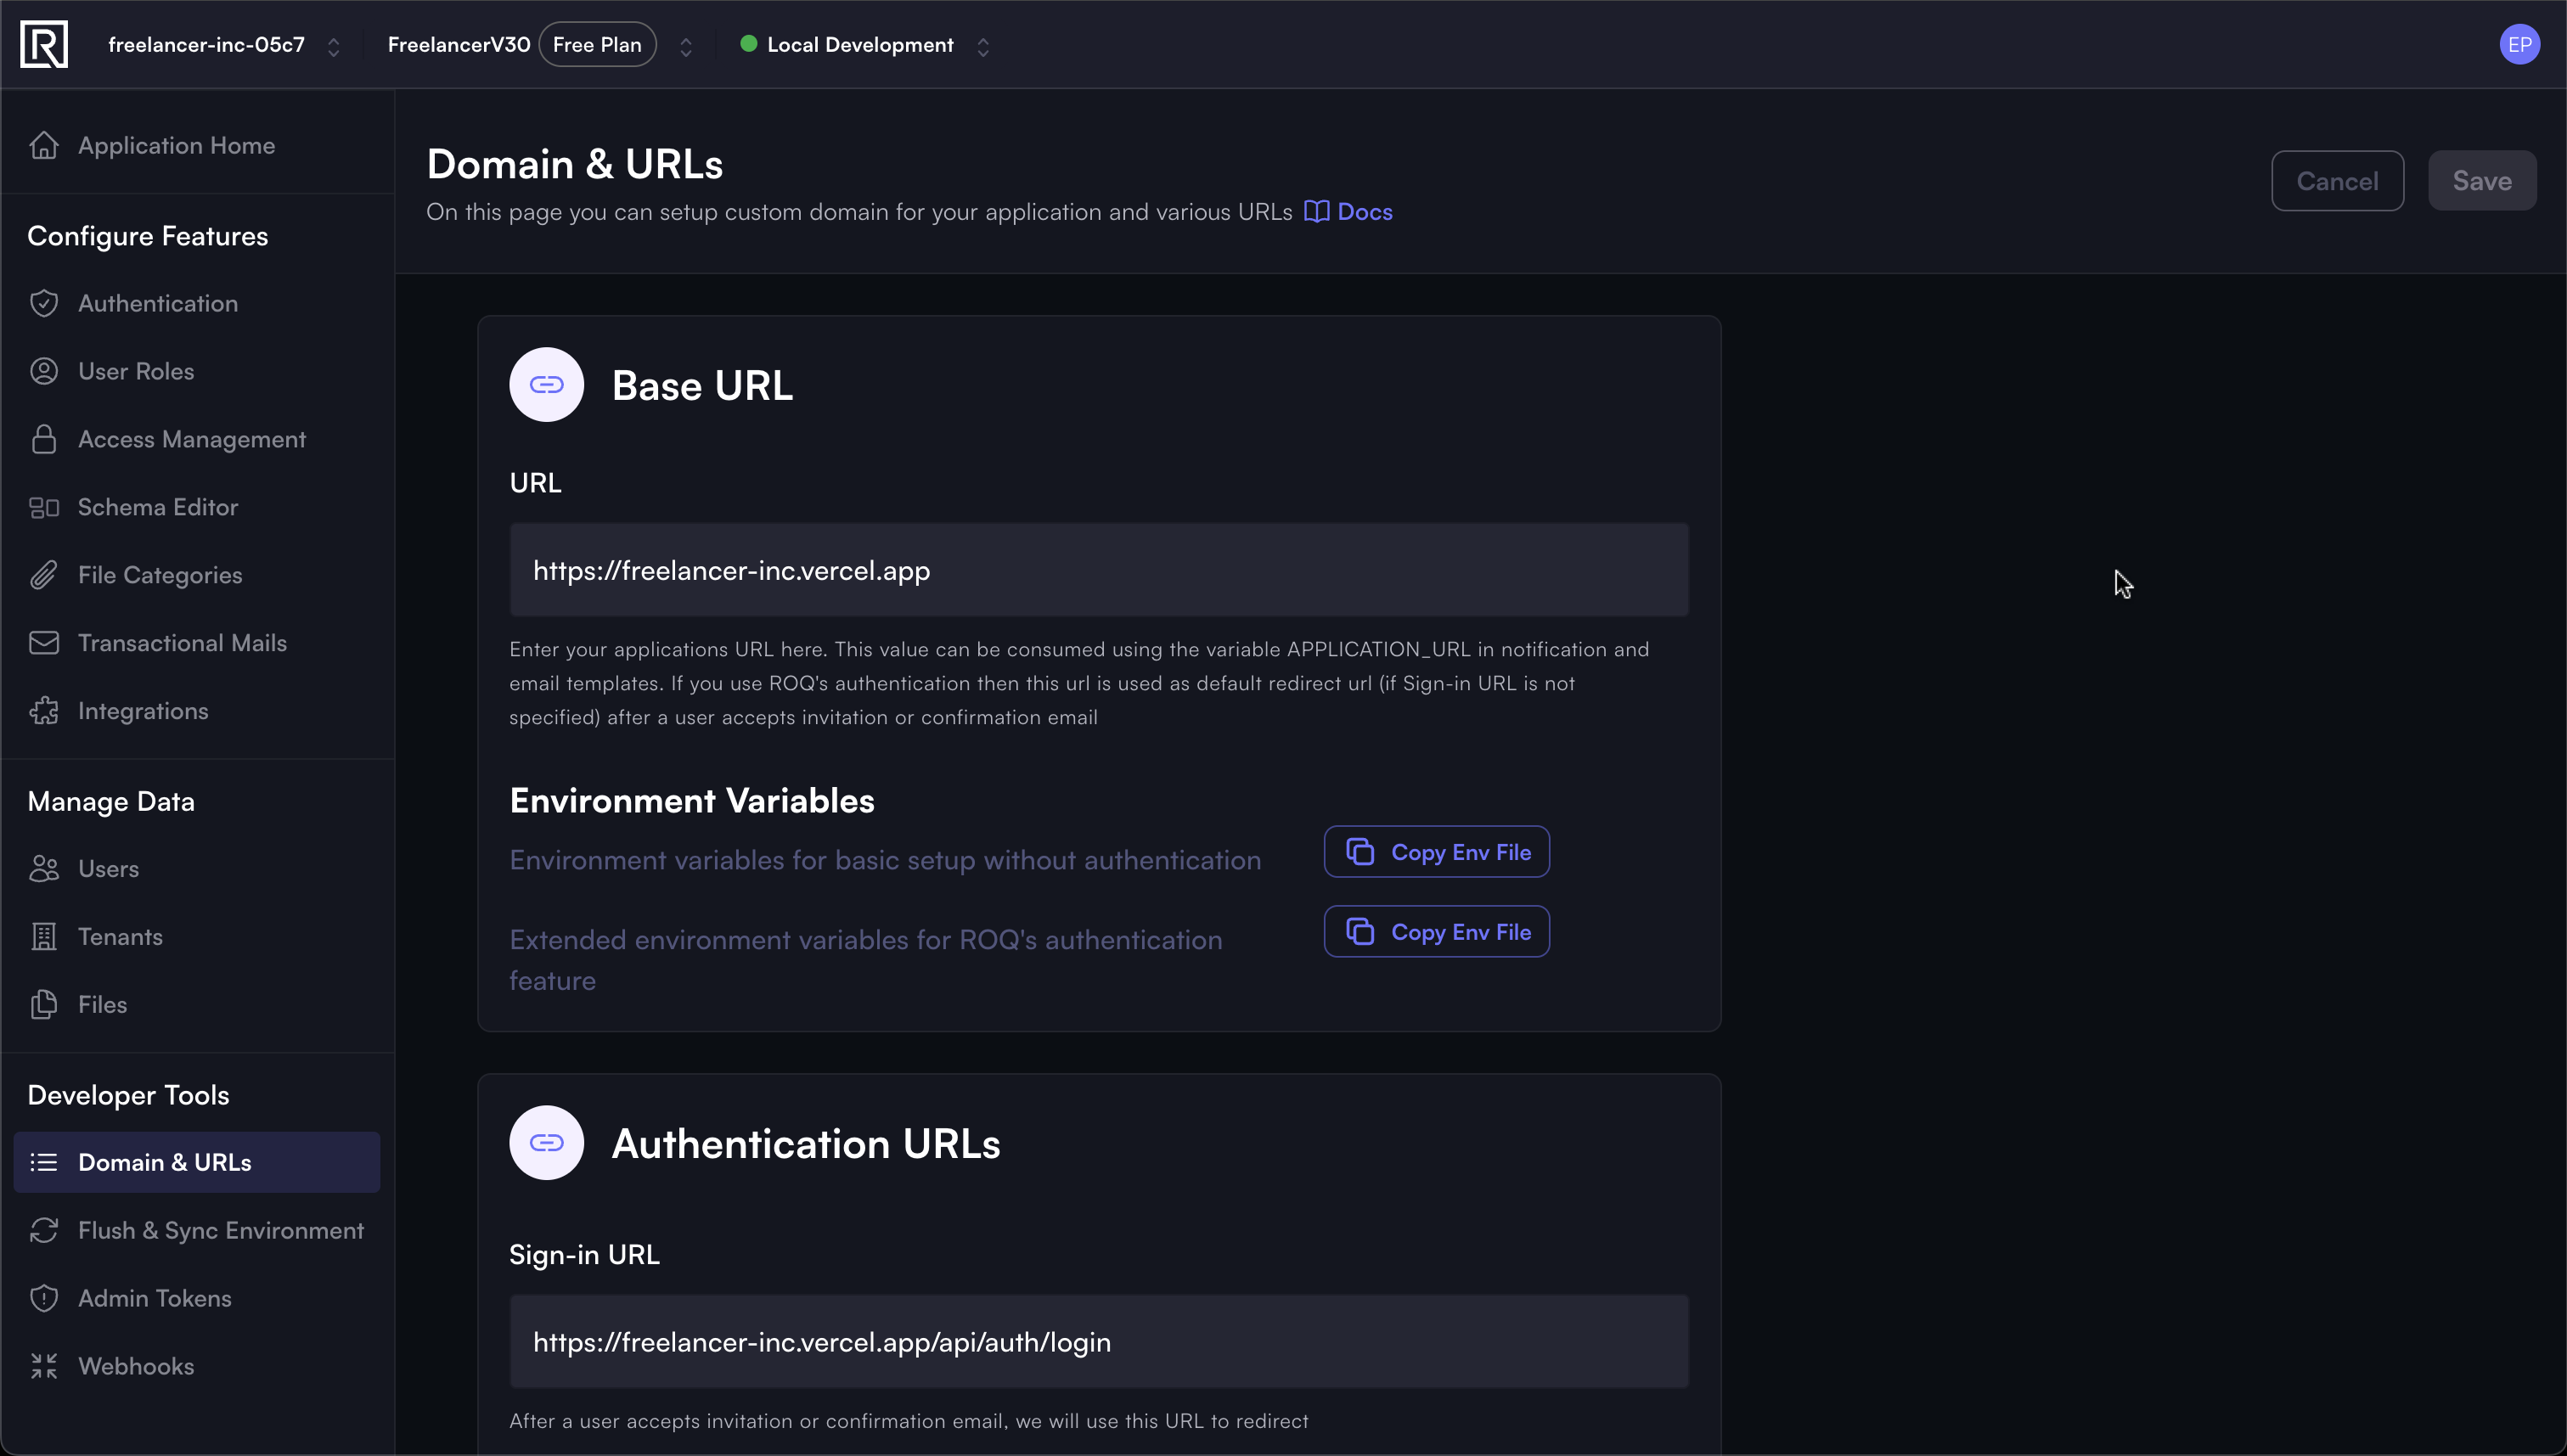 R
freelancer-inc-05c7
FreelancerV30 Free Plan
Local Development
EP
Application Home
Configure Features
Authentication
User Roles
Access Management
Schema Editor
File Categories
Transactional Mails
Integrations
Manage Data
Users
Tenants
Files
Developer Tools
Domain & URLs
Flush & Sync Environment
Admin Tokens
Webhooks
Domain & URLs
On this page you can setup custom domain for your application and various URLs Docs
Cancel
Save
Base URL
URL
https://freelancer-inc.vercel.app
Enter your applications URL here. This value can be consumed using the variable APPLICATION_URL in notification and
email templates. If you use ROQ's authentication then this url is used as default redirect url (if Sign-in URL is not
specified) after a user accepts invitation or confirmation email
Environment Variables
Environment variables for basic setup without authentication
Copy Env File
Extended environment variables for ROQ's authentication
feature
Copy Env File
Authentication URLs
Sign-in URL
https://freelancer-inc.vercel.app/api/auth/login
After a user accepts invitation or confirmation email, we will use this URL to redirect